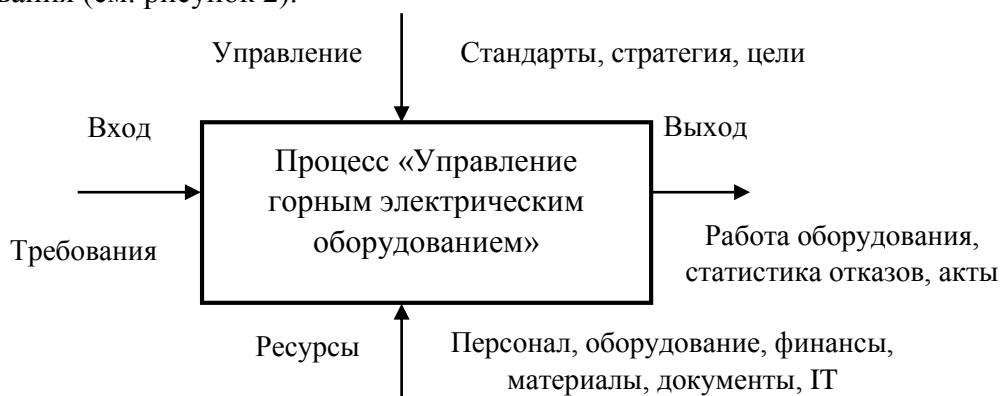 вания (см. рисунок 2).
Управление
Стандарты, стратегия, цели
Вход
Выход
Процесс «Управление
горным электрическим
оборудованием»
Требования
Работа оборудования,
статистика отказов, акты
Ресурсы
Персонал, оборудование, финансы,
материалы, документы, IT